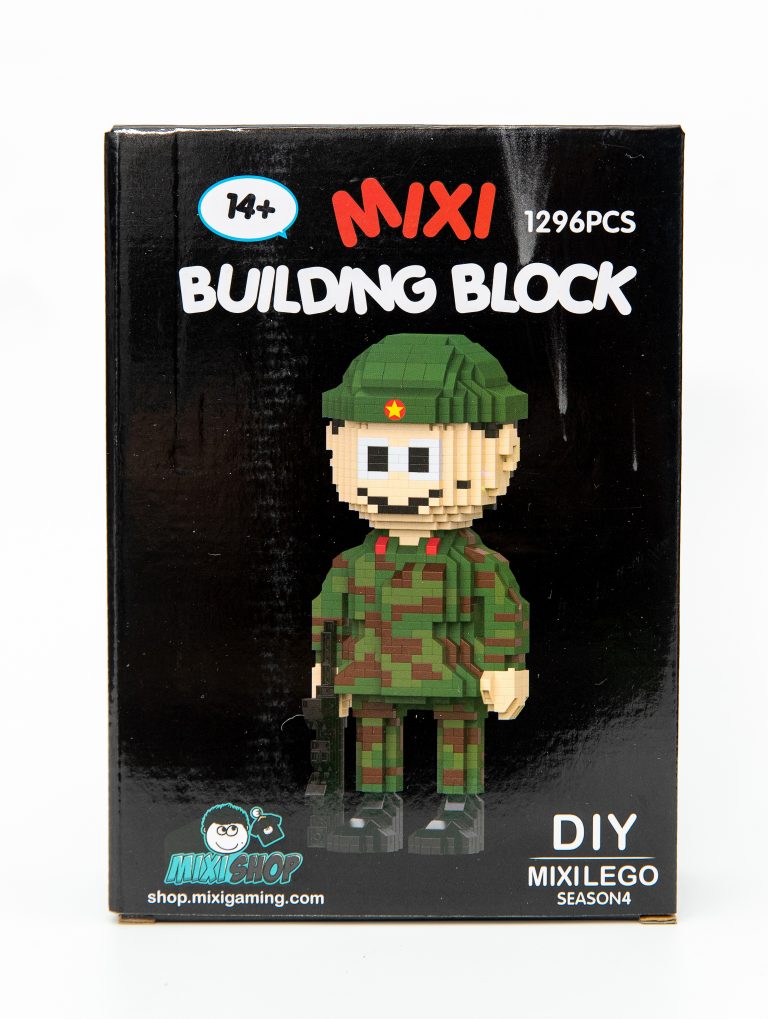 14+
MIXI
1296PCS
BUILDING BLOCK
MIXISHOP
shop.mixigaming.com
DIY
MIXILEGO
SEASON4